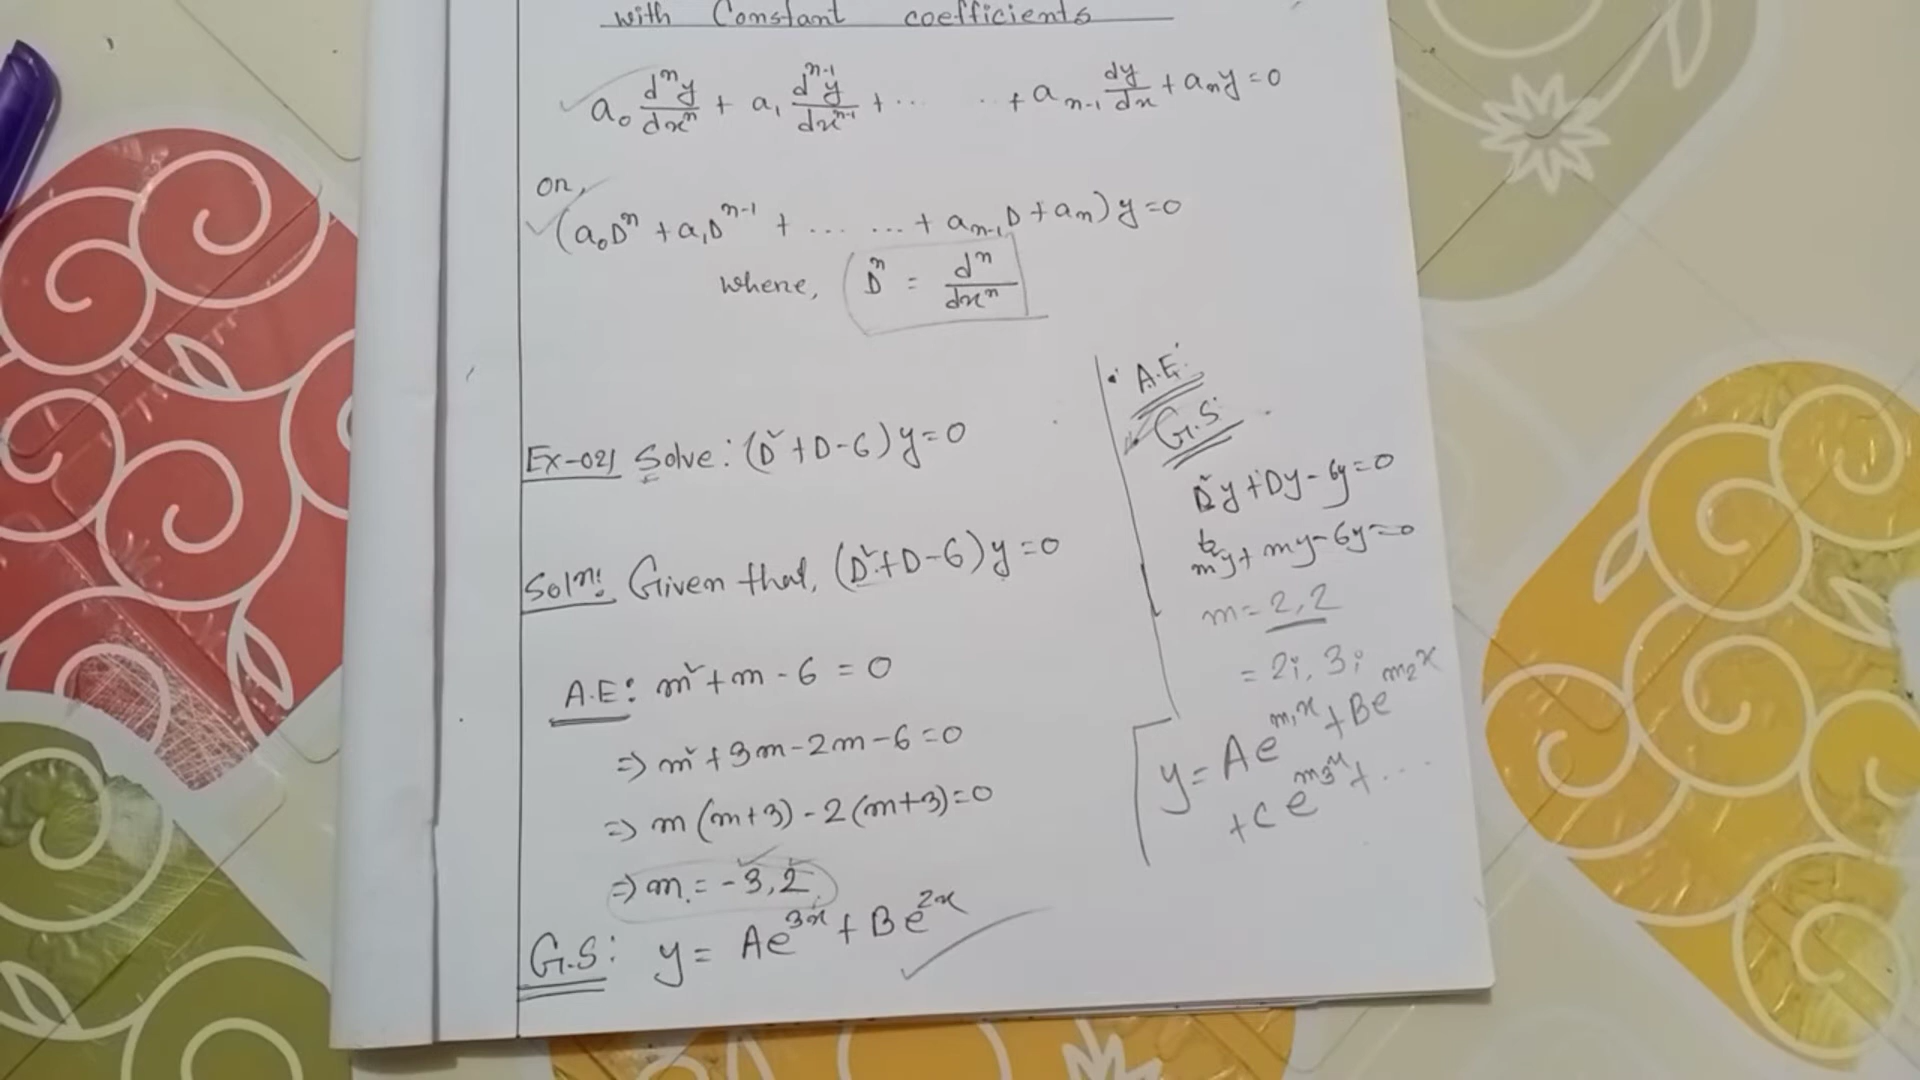 with Constant coefficients
a₀ dⁿy/dxⁿ + a₁ dⁿ⁻¹y/dxⁿ⁻¹ + ... ... + aₙ₋₁ dy/dx + aₙy = 0
or,
(a₀Dⁿ + a₁Dⁿ⁻¹ + ... ... + aₙ₋₁D + aₙ) y = 0
where, Dⁿ = dⁿ/dxⁿ
Ex-02) Solve: (D² + D - 6) y = 0
Soln: Given that, (D² + D - 6) y = 0
A.E: m² + m - 6 = 0
⇒ m² + 3m - 2m - 6 = 0
⇒ m (m+3) - 2 (m+3) = 0
⇒ m = -3, 2
G.S: y = Ae^3x + Be^2x
A.E:
G.S:
D²y + Dy - 6y = 0
m²y + my - 6y = 0
m = 2, 2
= 2i, 3i
y = Ae^m₁x + Be^m₂x
+ Ce^m₃x + ...